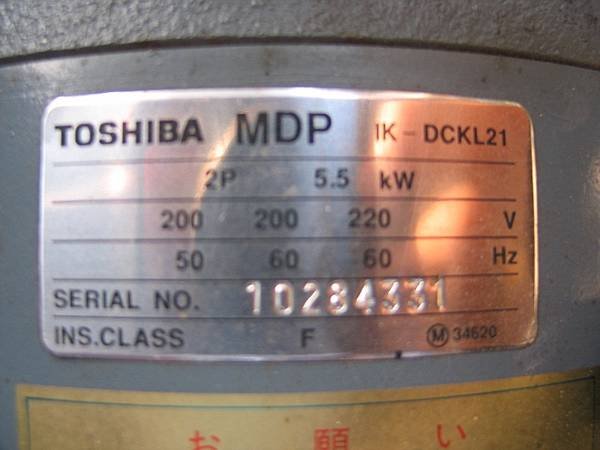 TOSHIBA MDP IK-DCKL21
2P 5.5 kW
200 200 220 V
50 60 60 Hz
SERIAL NO. 10284331
INS.CLASS F Ⓜ 34620
お願い